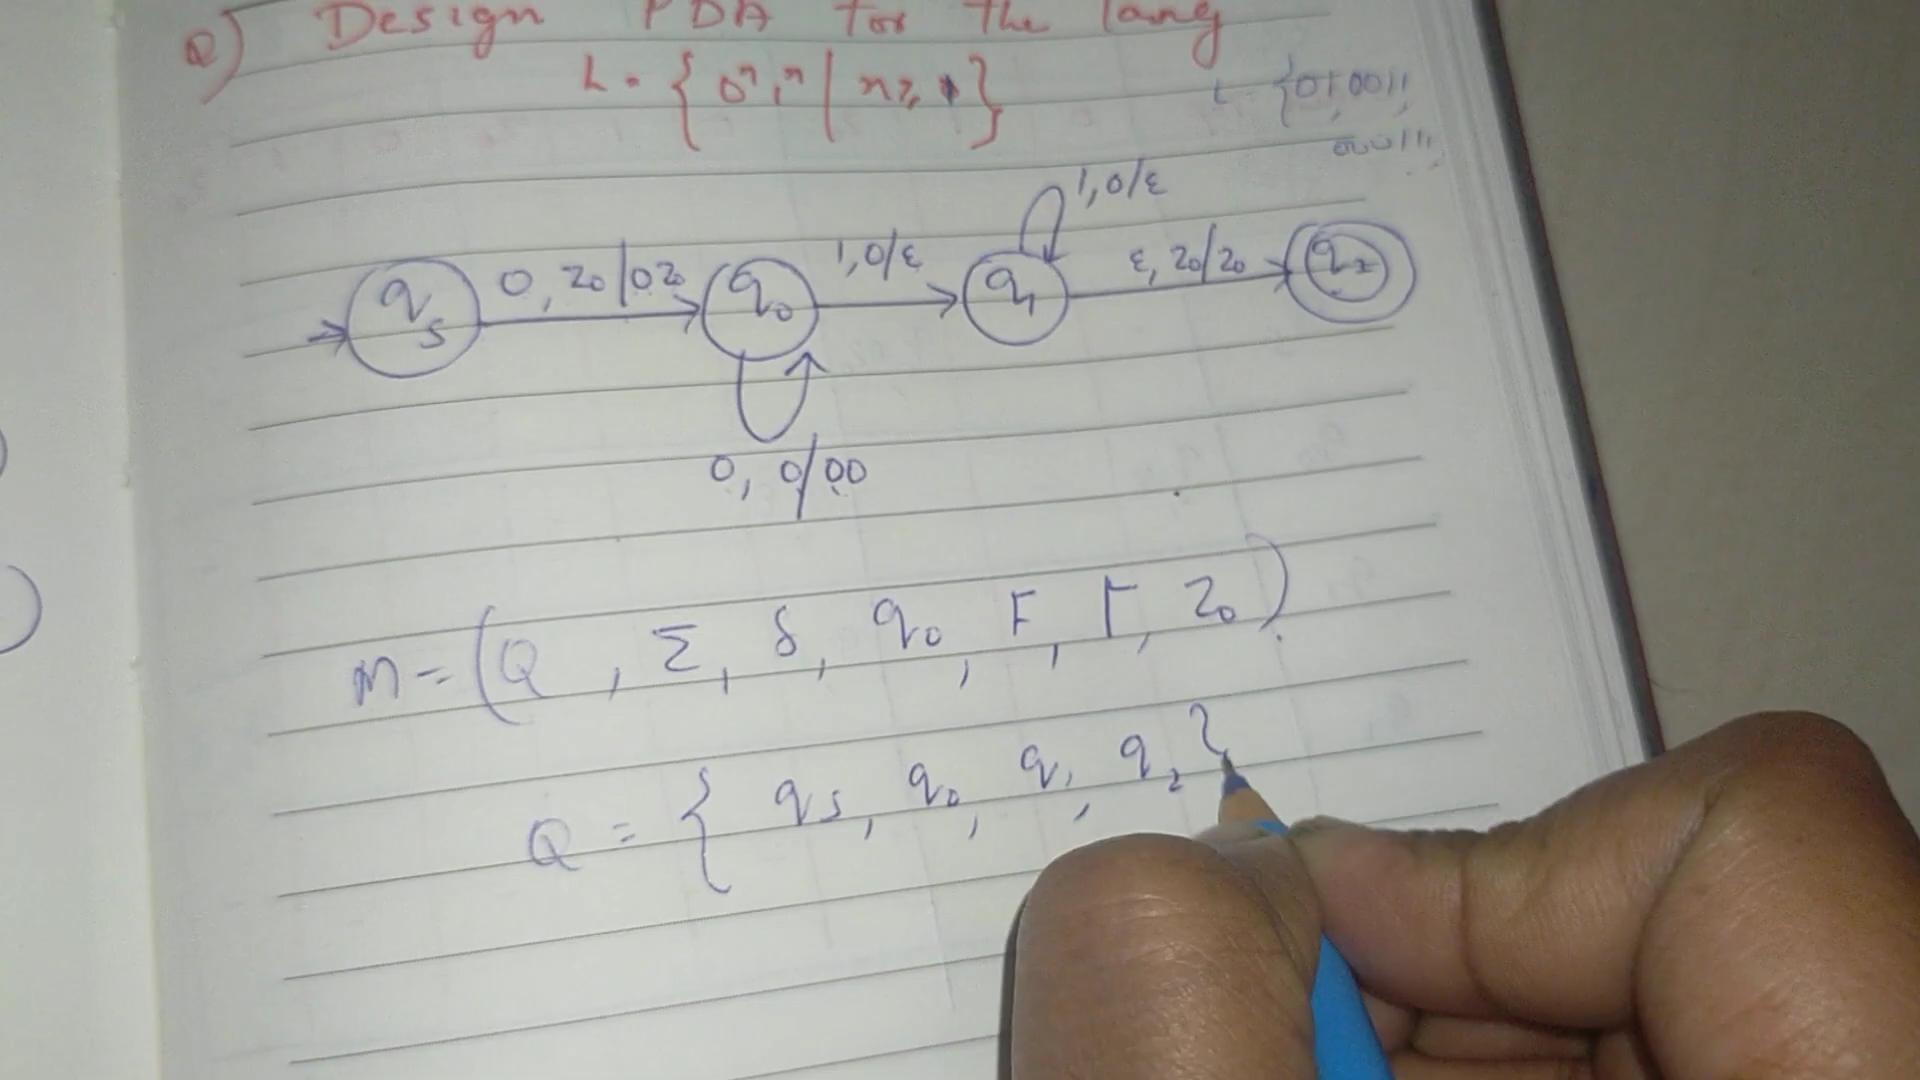 Q) Design PDA for the lang
L = { 0ⁿ1ⁿ | n ≥ 1 }
L = {01, 0011,
000111,
1, 0/ε
qs 0, z0/0z0 q0 1, 0/ε q1 ε, z0/z0 q2
0, 0/00
M = (Q, Σ, δ, q0, F, Γ, z0)
Q = { qs, q0, q1, q2 }